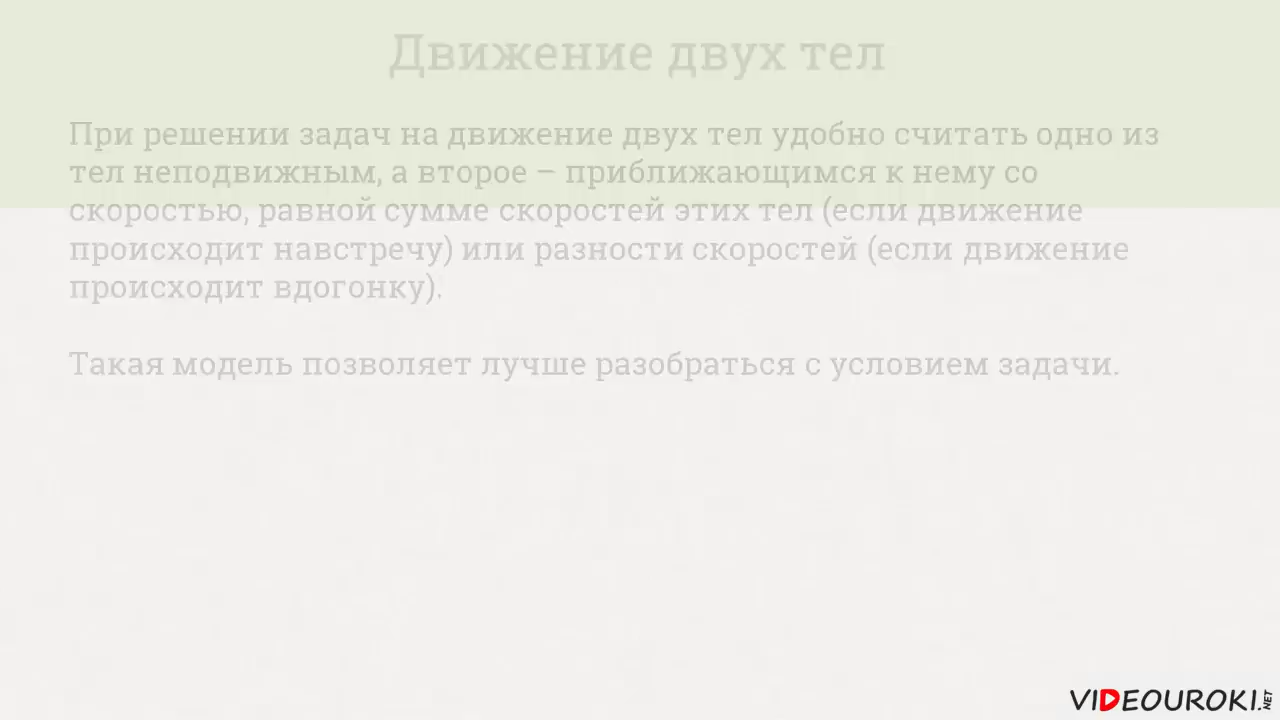 Движение двух тел
При решении задач на движение двух тел удобно считать одно из
тел неподвижным, а второе – приближающимся к нему со
скоростью, равной сумме скоростей этих тел (если движение
происходит навстречу) или разности скоростей (если движение
происходит вдогонку).
Такая модель позволяет лучше разобраться с условием задачи.
VIDEOUROKI.NET